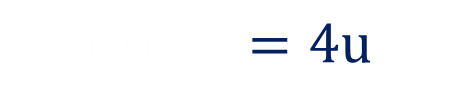 = 4u